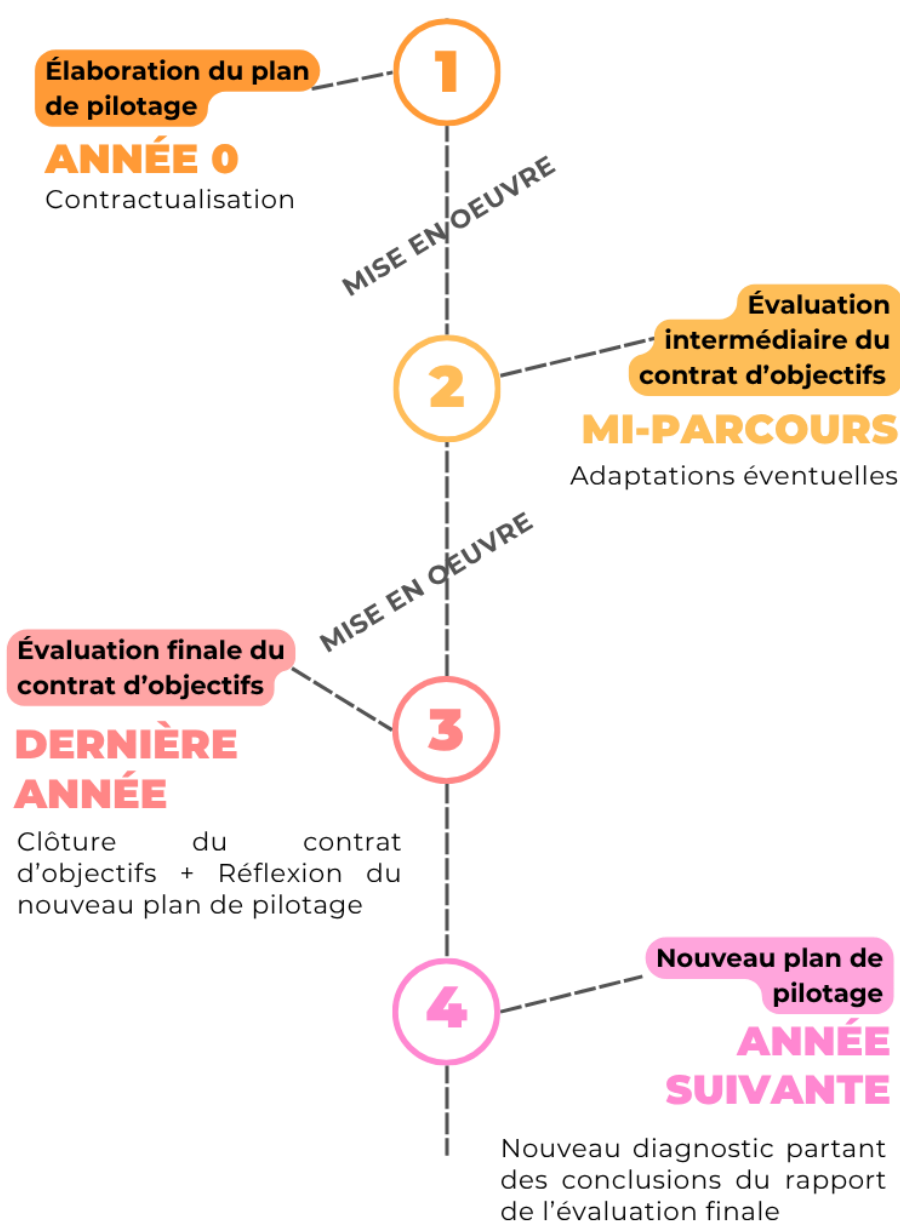 1
Élaboration du plan
de pilotage
ANNÉE 0
Contractualisation
MISE EN OEUVRE
Évaluation
intermédiaire du
contrat d’objectifs
2
MI-PARCOURS
Adaptations éventuelles
MISE EN OEUVRE
Évaluation finale du
contrat d’objectifs
3
DERNIÈRE
ANNÉE
Clôture du contrat
d’objectifs + Réflexion du
nouveau plan de pilotage
Nouveau plan de
pilotage
4
ANNÉE
SUIVANTE
Nouveau diagnostic partant
des conclusions du rapport
de l’évaluation finale